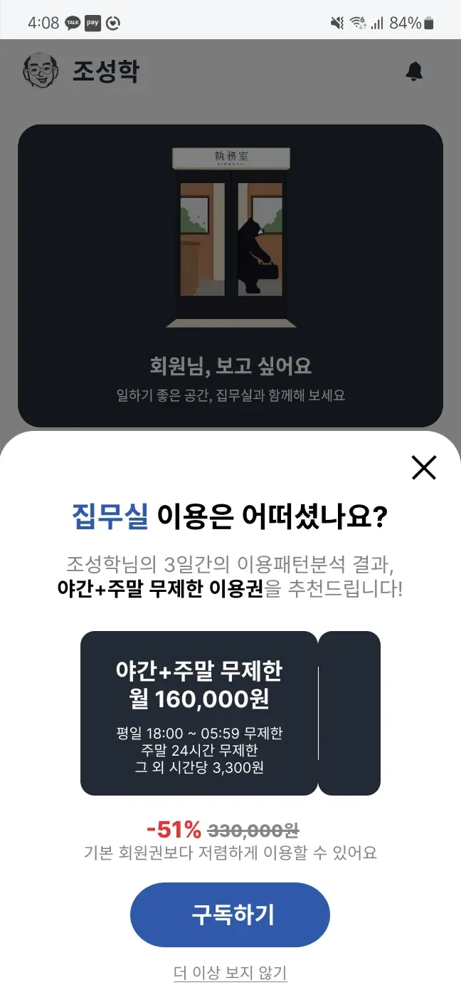 4:08 TALK pay 84%
조성학
執務室
회원님, 보고 싶어요
일하기 좋은 공간, 집무실과 함께해 보세요
집무실 이용은 어떠셨나요?
조성학님의 3일간의 이용패턴분석 결과,
야간+주말 무제한 이용권을 추천드립니다!
야간+주말 무제한
월 160,000원
평일 18:00 ~ 05:59 무제한
주말 24시간 무제한
그 외 시간당 3,300원
-51% 330,000원
기본 회원권보다 저렴하게 이용할 수 있어요
구독하기
더 이상 보지 않기